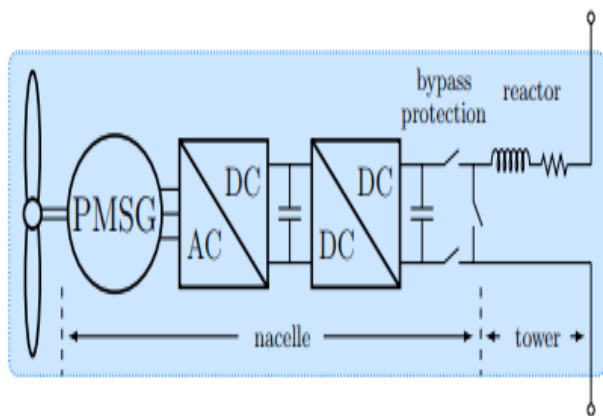 bypass
protection
reactor
PMSG
AC
DC
DC
DC
nacelle
tower